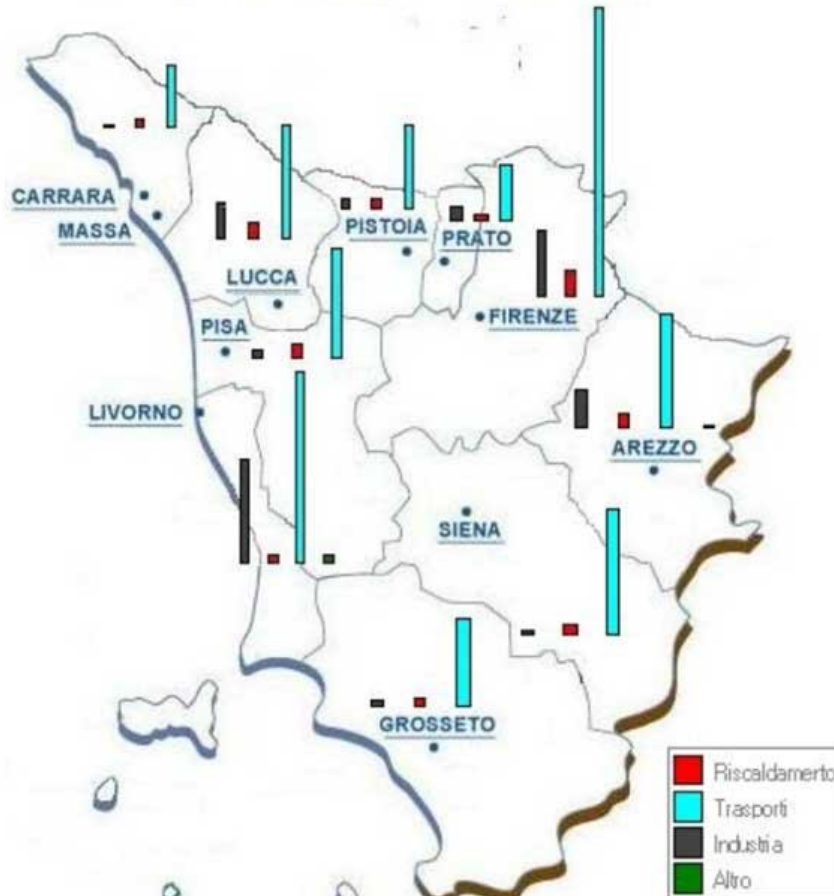 CARRARA
MASSA
PISTOIA
PRATO
LUCCA
FIRENZE
PISA
LIVORNO
AREZZO
SIENA
GROSSETO
Riscaldamento
Trasporti
Industria
Altro